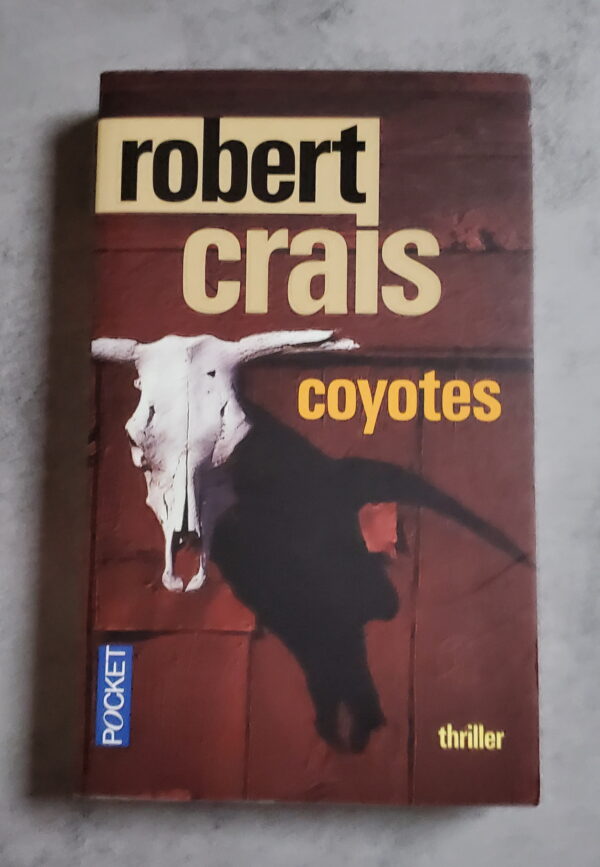 robert
crais
coyotes
POCKET
thriller